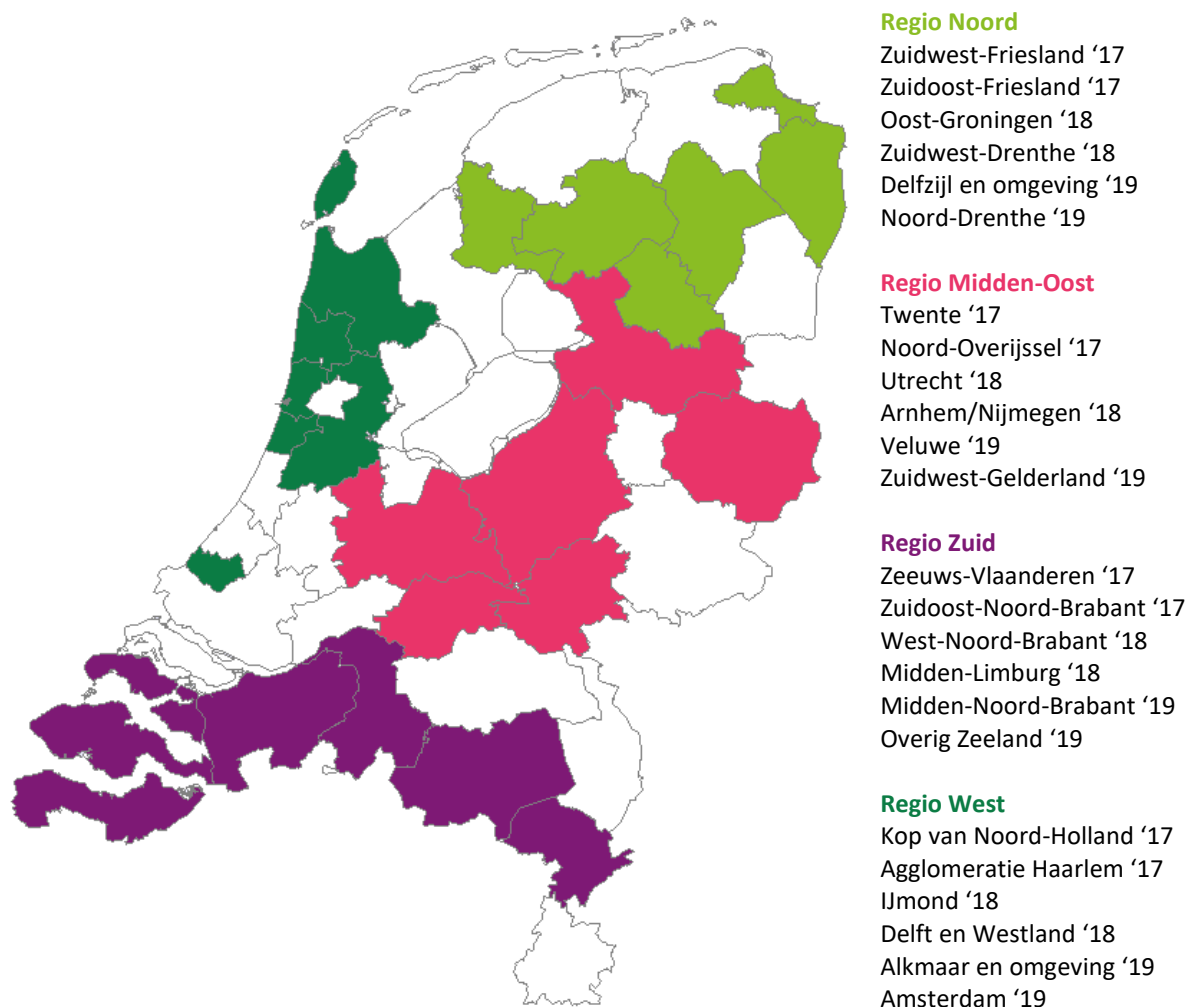 Regio Noord
Zuidwest-Friesland ‘17
Zuidoost-Friesland ‘17
Oost-Groningen ‘18
Zuidwest-Drenthe ‘18
Delfzijl en omgeving ‘19
Noord-Drenthe ‘19
Regio Midden-Oost
Twente ‘17
Noord-Overijssel ‘17
Utrecht ‘18
Arnhem/Nijmegen ‘18
Veluwe ‘19
Zuidwest-Gelderland ‘19
Regio Zuid
Zeeuws-Vlaanderen ‘17
Zuidoost-Noord-Brabant ‘17
West-Noord-Brabant ‘18
Midden-Limburg ‘18
Midden-Noord-Brabant ‘19
Overig Zeeland ‘19
Regio West
Kop van Noord-Holland ‘17
Agglomeratie Haarlem ‘17
IJmond ‘18
Delft en Westland ‘18
Alkmaar en omgeving ‘19
Amsterdam ‘19